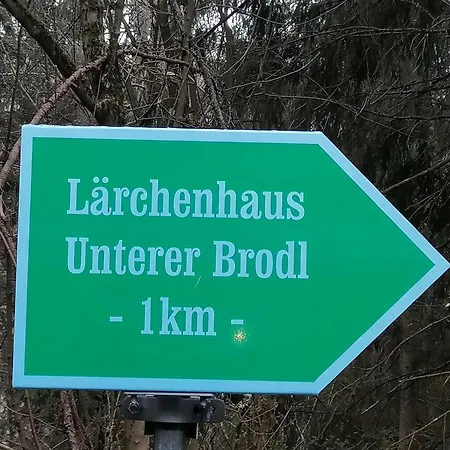 Lärchenhaus
Unterer Brodl
- 1km -